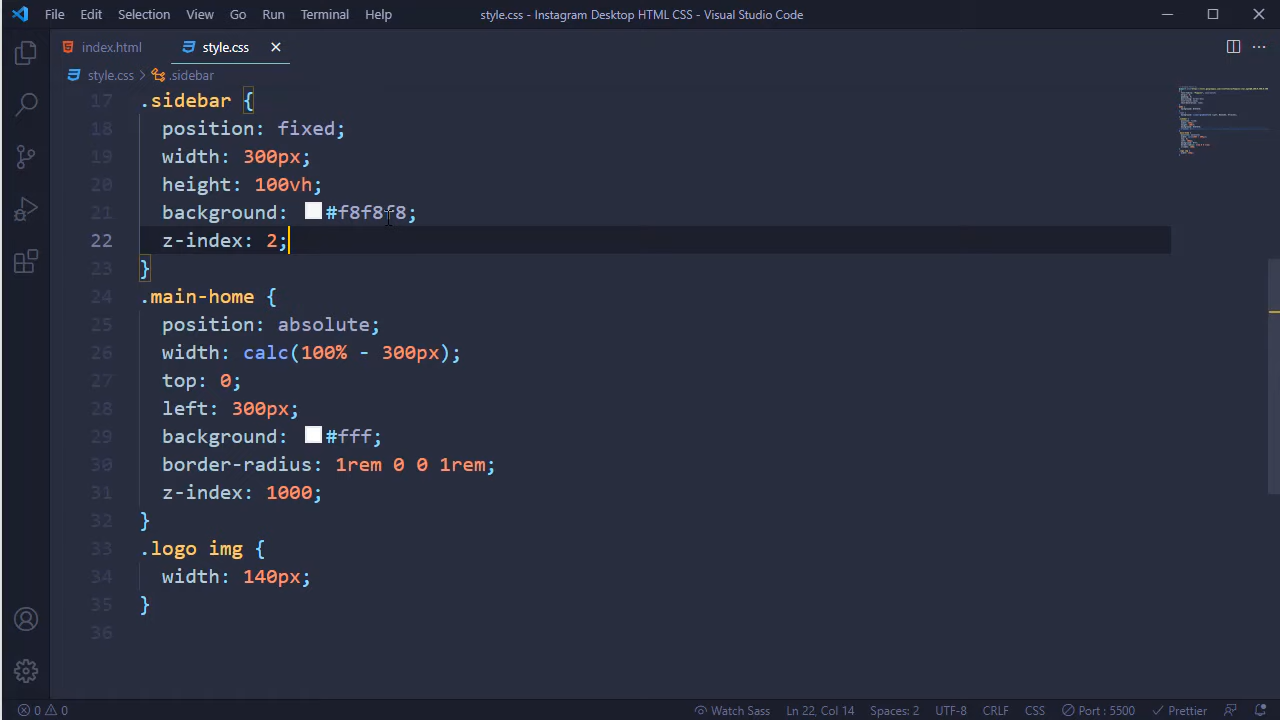 File Edit Selection View Go Run Terminal Help style.css - Instagram Desktop HTML CSS - Visual Studio Code
index.html style.css
style.css > .sidebar
17 .sidebar {
18 position: fixed;
19 width: 300px;
20 height: 100vh;
21 background: #f8f8f8;
22 z-index: 2;
23 }
24 .main-home {
25 position: absolute;
26 width: calc(100% - 300px);
27 top: 0;
28 left: 300px;
29 background: #fff;
30 border-radius: 1rem 0 0 1rem;
31 z-index: 1000;
32 }
33 .logo img {
34 width: 140px;
35 }
36
0 0 Watch Sass Ln 22, Col 14 Spaces: 2 UTF-8 CRLF CSS Port : 5500 Prettier